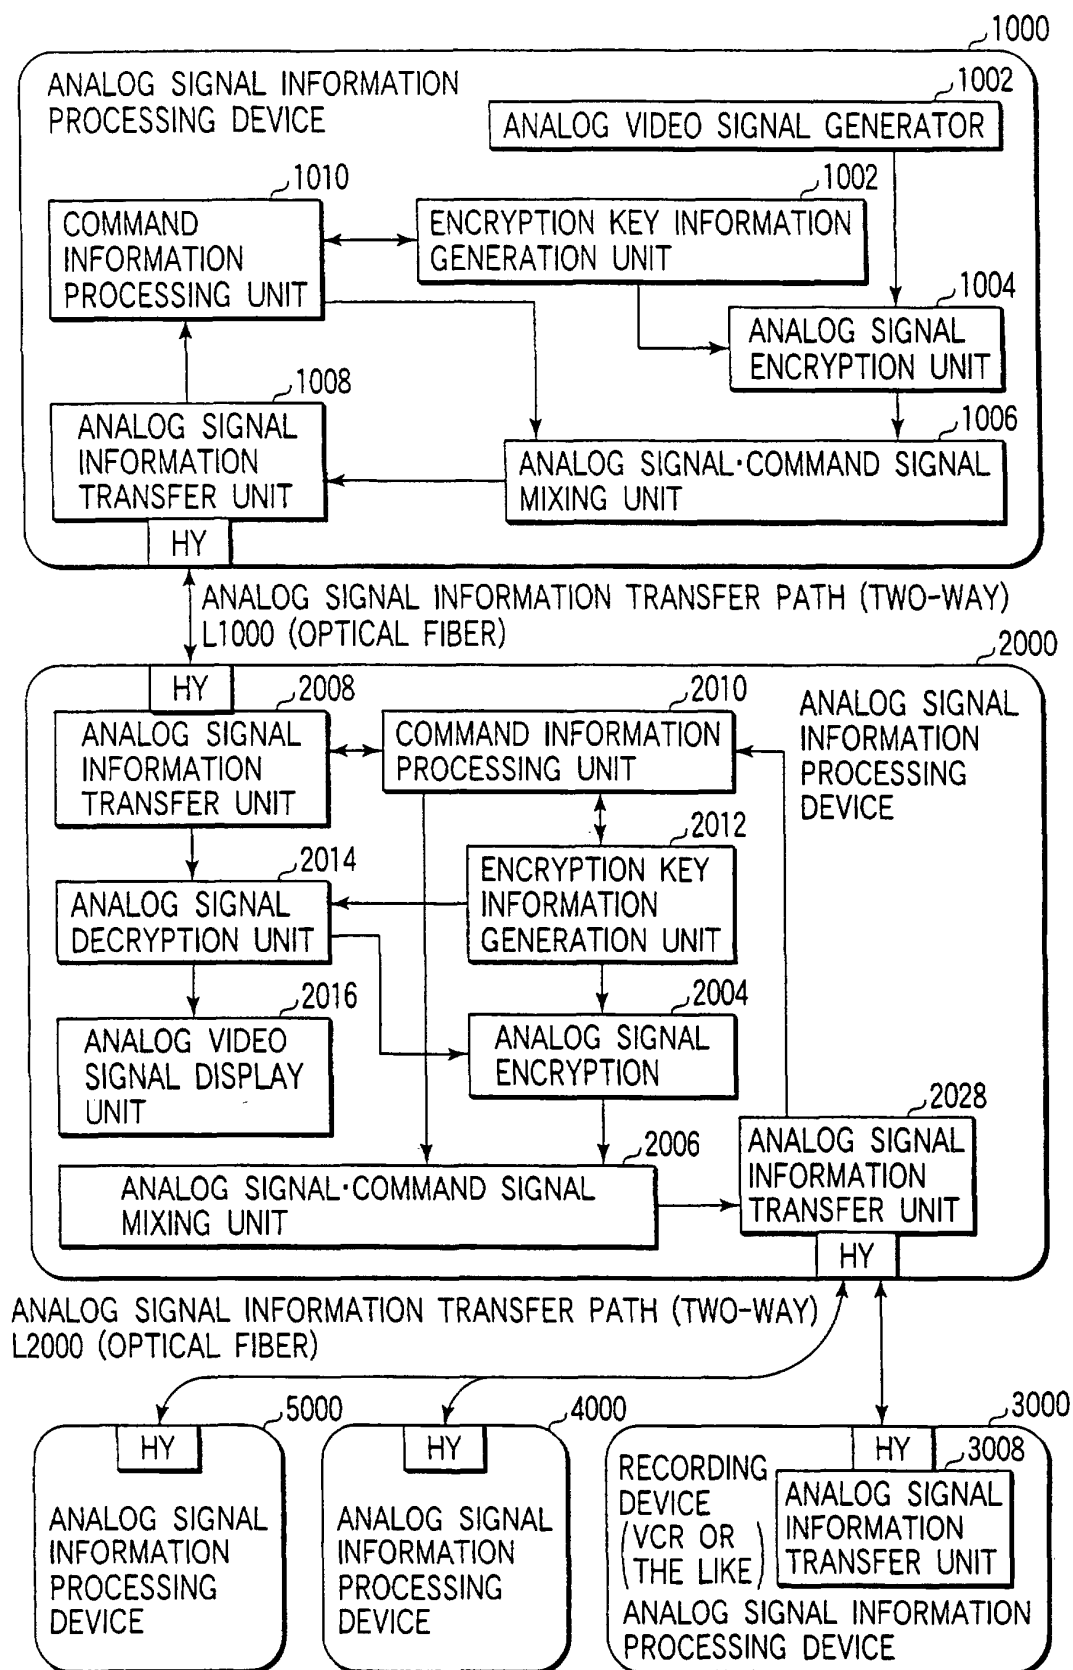 1000
ANALOG SIGNAL INFORMATION
PROCESSING DEVICE
1002
ANALOG VIDEO SIGNAL GENERATOR
1010
COMMAND
INFORMATION
PROCESSING UNIT
1002
ENCRYPTION KEY INFORMATION
GENERATION UNIT
1004
ANALOG SIGNAL
ENCRYPTION UNIT
1008
ANALOG SIGNAL
INFORMATION
TRANSFER UNIT
1006
ANALOG SIGNAL·COMMAND SIGNAL
MIXING UNIT
HY
ANALOG SIGNAL INFORMATION TRANSFER PATH (TWO-WAY)
L1000 (OPTICAL FIBER)
2000
HY
2008
ANALOG SIGNAL
INFORMATION
TRANSFER UNIT
2010
COMMAND INFORMATION
PROCESSING UNIT
ANALOG SIGNAL
INFORMATION
PROCESSING
DEVICE
2012
ENCRYPTION KEY
INFORMATION
GENERATION UNIT
2014
ANALOG SIGNAL
DECRYPTION UNIT
2016
ANALOG VIDEO
SIGNAL DISPLAY
UNIT
2004
ANALOG SIGNAL
ENCRYPTION
2028
ANALOG SIGNAL
INFORMATION
TRANSFER UNIT
2006
ANALOG SIGNAL·COMMAND SIGNAL
MIXING UNIT
HY
ANALOG SIGNAL INFORMATION TRANSFER PATH (TWO-WAY)
L2000 (OPTICAL FIBER)
5000
HY
ANALOG SIGNAL
INFORMATION
PROCESSING
DEVICE
4000
HY
ANALOG SIGNAL
INFORMATION
PROCESSING
DEVICE
3000
HY
3008
RECORDING
DEVICE
(VCR OR
THE LIKE)
ANALOG SIGNAL
INFORMATION
TRANSFER UNIT
ANALOG SIGNAL INFORMATION
PROCESSING DEVICE